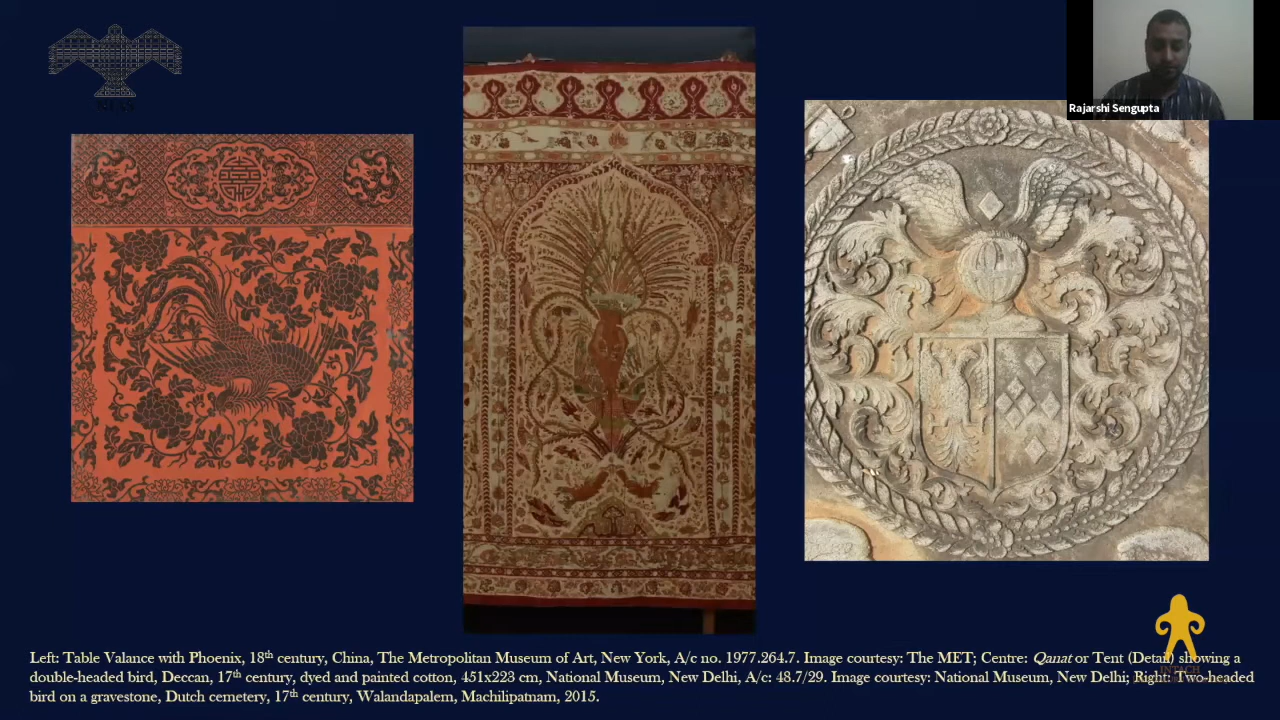 Rajarshi Sengupta
Left: Table Valance with Phoenix, 18th century, China, The Metropolitan Museum of Art, New York, A/c no. 1977.264.7. Image courtesy: The MET; Centre: Qanat or Tent (Detail) showing a
double-headed bird, Deccan, 17th century, dyed and painted cotton, 451x223 cm, National Museum, New Delhi, A/c: 48.7/29. Image courtesy: National Museum, New Delhi; Right: Two-headed
bird on a gravestone, Dutch cemetery, 17th century, Walandapalem, Machilipatnam, 2015.
INTACH